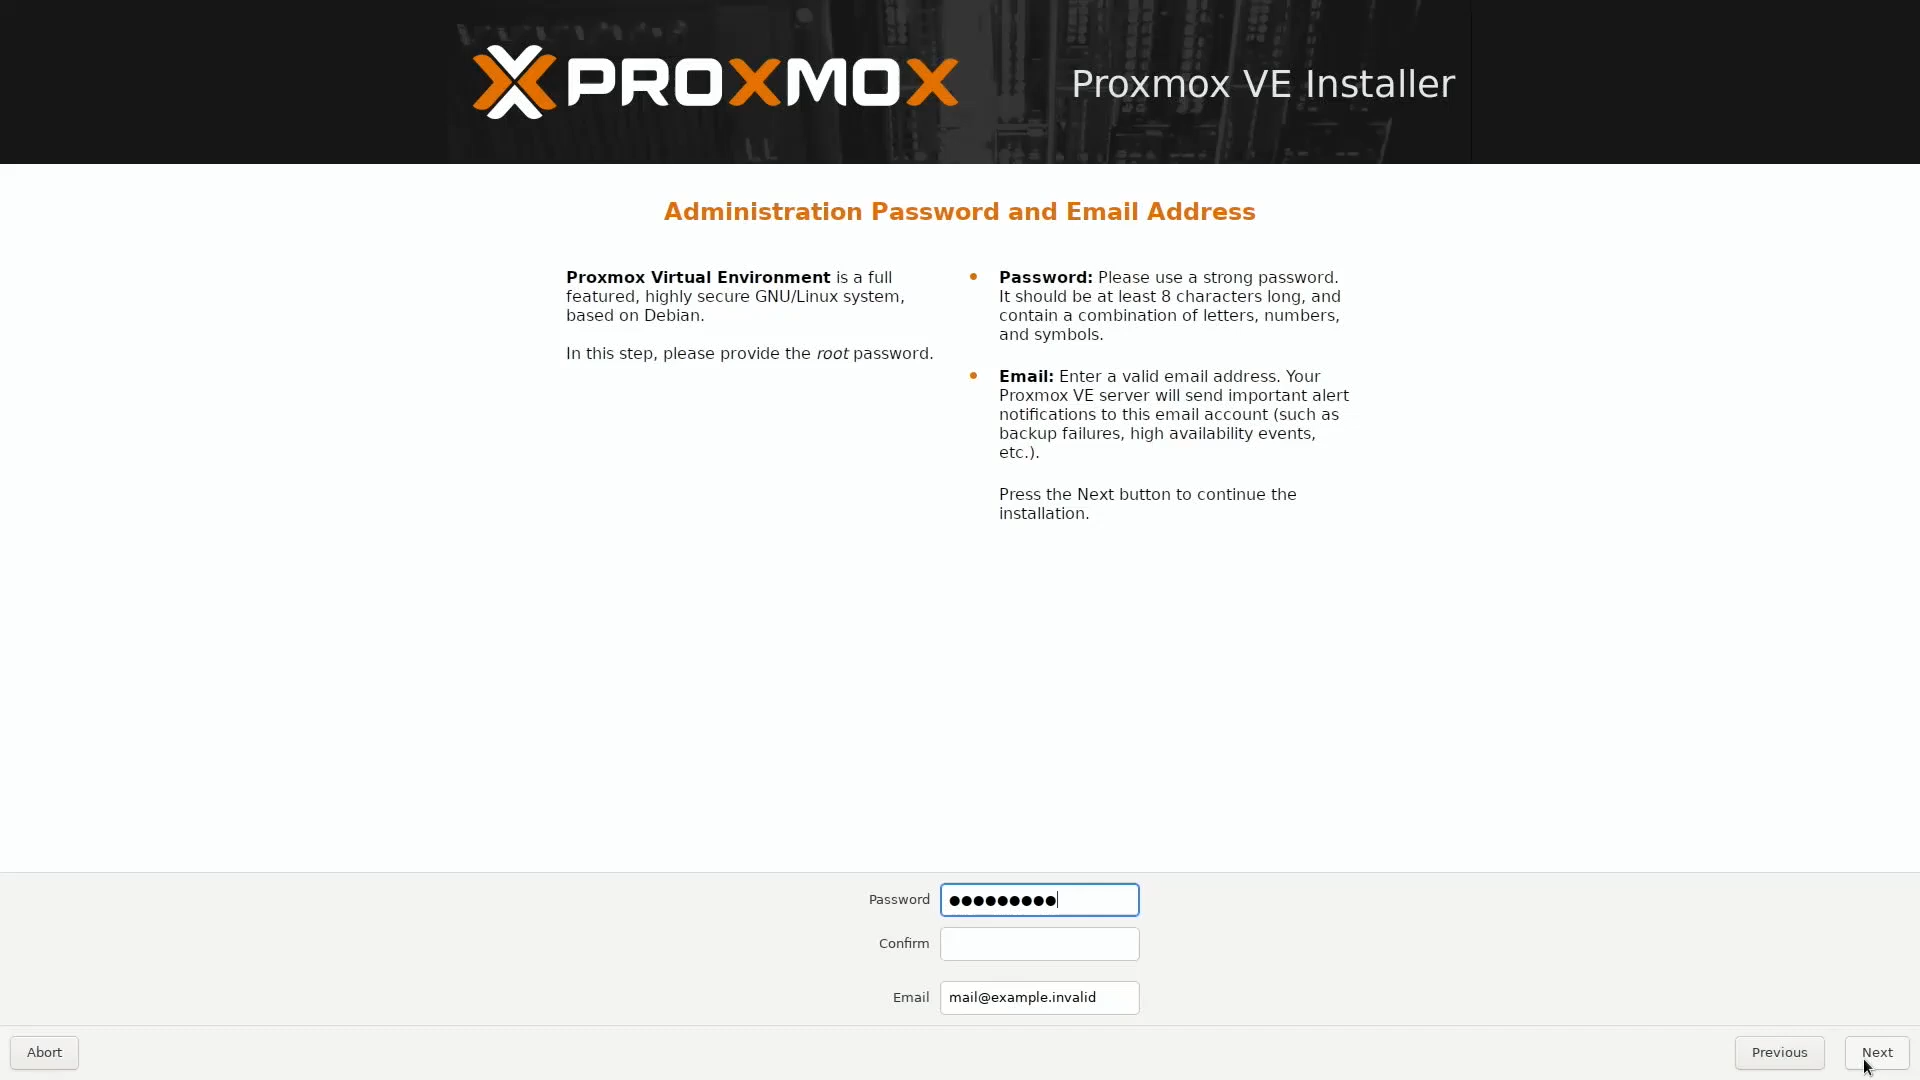 PROXMOX
Proxmox VE Installer
Administration Password and Email Address
Proxmox Virtual Environment is a full
featured, highly secure GNU/Linux system,
based on Debian.
In this step, please provide the root password.
• Password: Please use a strong password.
It should be at least 8 characters long, and
contain a combination of letters, numbers,
and symbols.
• Email: Enter a valid email address. Your
Proxmox VE server will send important alert
notifications to this email account (such as
backup failures, high availability events,
etc.).
Press the Next button to continue the
installation.
Password ●●●●●●●●●
Confirm
Email mail@example.invalid
Abort
Previous
Next